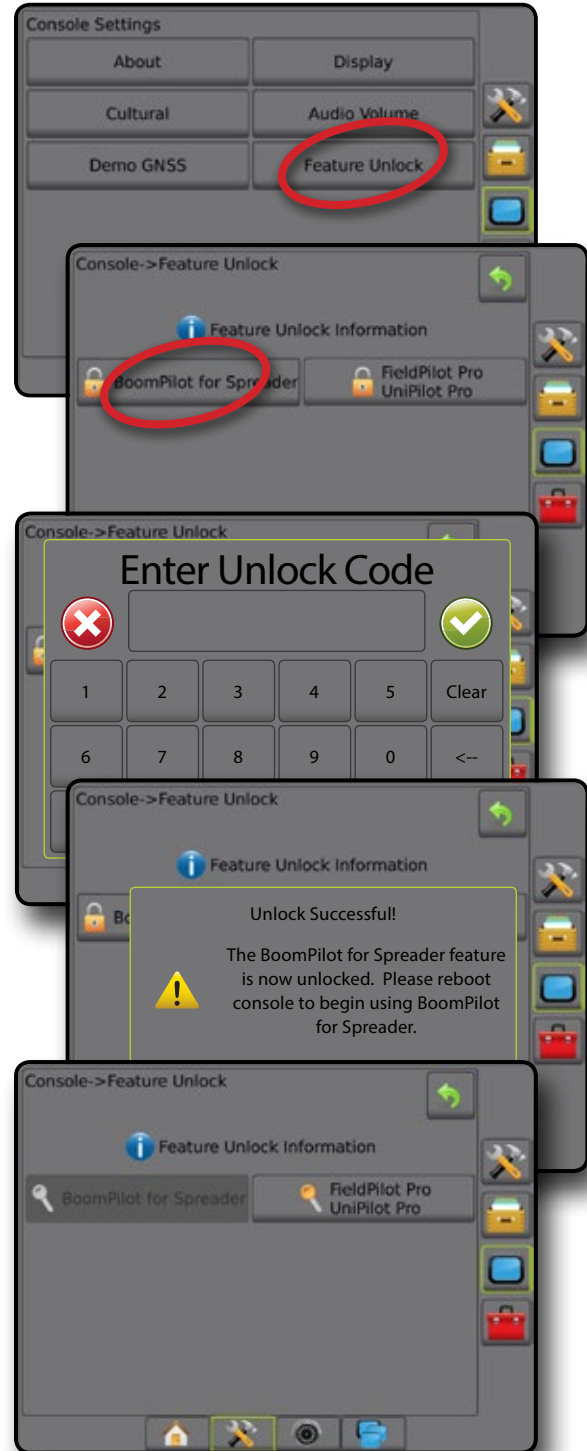 Console Settings
About Display
Cultural Audio Volume
Demo GNSS Feature Unlock
Console->Feature Unlock
Feature Unlock Information
BoomPilot for Spreader FieldPilot Pro
UniPilot Pro
Console->Feature Unlock
Enter Unlock Code
1 2 3 4 5 Clear
6 7 8 9 0 <--
Console->Feature Unlock
Feature Unlock Information
Bo
Unlock Successful!
The BoomPilot for Spreader feature
is now unlocked. Please reboot
console to begin using BoomPilot
for Spreader.
Console->Feature Unlock
Feature Unlock Information
BoomPilot for Spreader FieldPilot Pro
UniPilot Pro